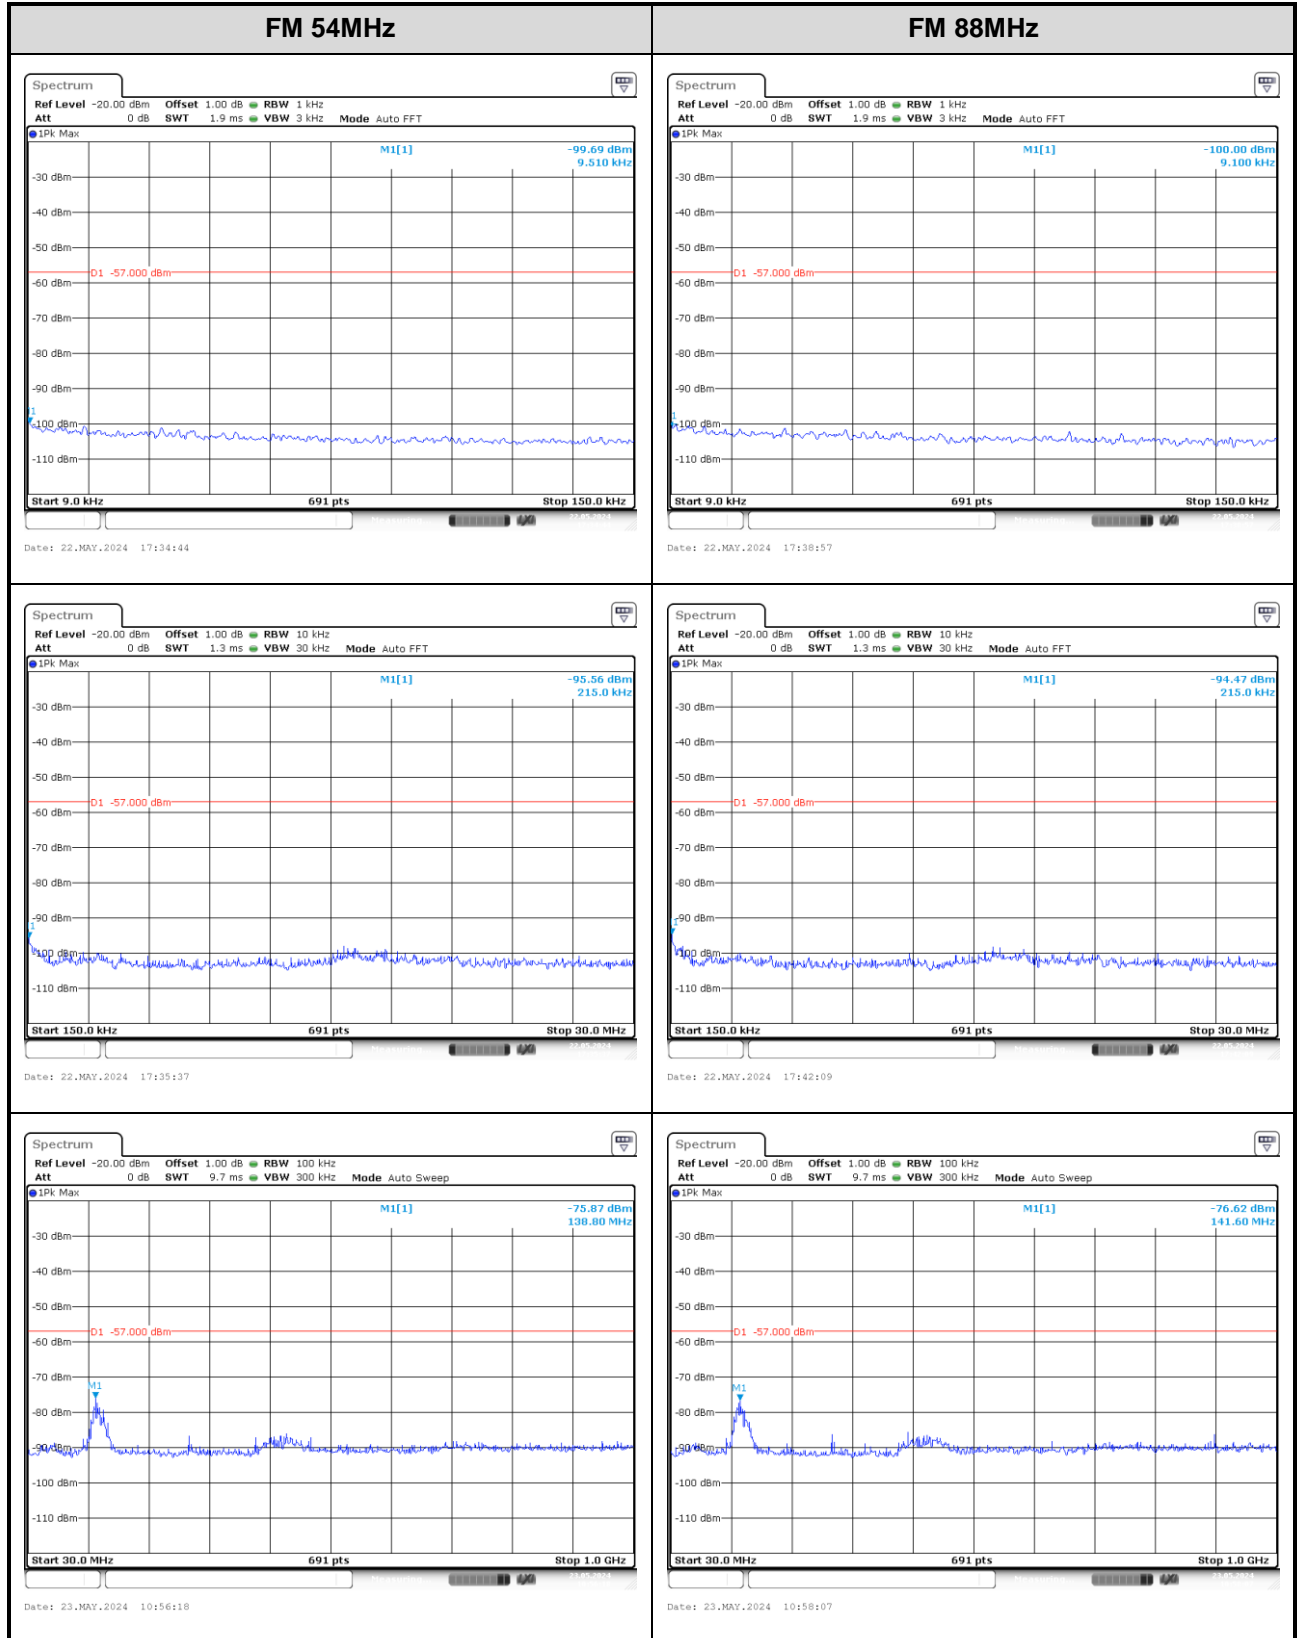 FM 54MHz
FM 88MHz
Spectrum
Ref Level -20.00 dBm Offset 1.00 dB RBW 1 kHz
Att 0 dB SWT 1.9 ms VBW 3 kHz Mode Auto FFT
1Pk Max
M1[1] -99.69 dBm
9.510 kHz
-30 dBm
-40 dBm
-50 dBm
D1 -57.000 dBm
-60 dBm
-70 dBm
-80 dBm
-90 dBm
-100 dBm
-110 dBm
Start 9.0 kHz 691 pts Stop 150.0 kHz
Date: 22.MAY.2024 17:34:44
Spectrum
Ref Level -20.00 dBm Offset 1.00 dB RBW 1 kHz
Att 0 dB SWT 1.9 ms VBW 3 kHz Mode Auto FFT
1Pk Max
M1[1] -100.00 dBm
9.100 kHz
-30 dBm
-40 dBm
-50 dBm
D1 -57.000 dBm
-60 dBm
-70 dBm
-80 dBm
-90 dBm
-100 dBm
-110 dBm
Start 9.0 kHz 691 pts Stop 150.0 kHz
Date: 22.MAY.2024 17:38:57
Spectrum
Ref Level -20.00 dBm Offset 1.00 dB RBW 10 kHz
Att 0 dB SWT 1.3 ms VBW 30 kHz Mode Auto FFT
1Pk Max
M1[1] -95.56 dBm
215.0 kHz
-30 dBm
-40 dBm
-50 dBm
D1 -57.000 dBm
-60 dBm
-70 dBm
-80 dBm
-90 dBm
-100 dBm
-110 dBm
Start 150.0 kHz 691 pts Stop 30.0 MHz
Date: 22.MAY.2024 17:35:37
Spectrum
Ref Level -20.00 dBm Offset 1.00 dB RBW 10 kHz
Att 0 dB SWT 1.3 ms VBW 30 kHz Mode Auto FFT
1Pk Max
M1[1] -94.47 dBm
215.0 kHz
-30 dBm
-40 dBm
-50 dBm
D1 -57.000 dBm
-60 dBm
-70 dBm
-80 dBm
-90 dBm
-100 dBm
-110 dBm
Start 150.0 kHz 691 pts Stop 30.0 MHz
Date: 22.MAY.2024 17:42:09
Spectrum
Ref Level -20.00 dBm Offset 1.00 dB RBW 100 kHz
Att 0 dB SWT 9.7 ms VBW 300 kHz Mode Auto Sweep
1Pk Max
M1[1] -75.87 dBm
138.80 MHz
-30 dBm
-40 dBm
-50 dBm
D1 -57.000 dBm
-60 dBm
-70 dBm
M1
-80 dBm
-90 dBm
-100 dBm
-110 dBm
Start 30.0 MHz 691 pts Stop 1.0 GHz
Date: 23.MAY.2024 10:56:18
Spectrum
Ref Level -20.00 dBm Offset 1.00 dB RBW 100 kHz
Att 0 dB SWT 9.7 ms VBW 300 kHz Mode Auto Sweep
1Pk Max
M1[1] -76.62 dBm
141.60 MHz
-30 dBm
-40 dBm
-50 dBm
D1 -57.000 dBm
-60 dBm
-70 dBm
M1
-80 dBm
-90 dBm
-100 dBm
-110 dBm
Start 30.0 MHz 691 pts Stop 1.0 GHz
Date: 23.MAY.2024 10:58:07